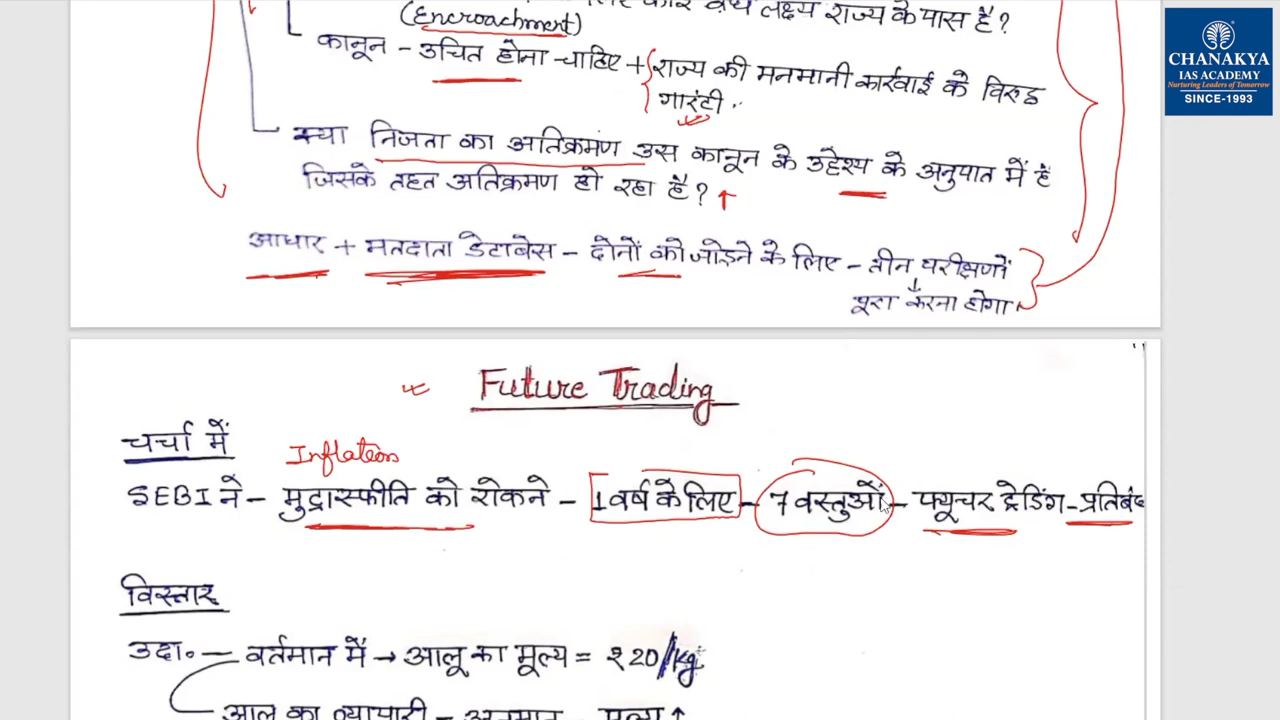 राज्य के पास है?
(Encroachment)
कानून - उचित होना चाहिए + राज्य की मनमानी कार्रवाई के विरुद्ध
गारंटी
क्या निजता का अतिक्रमण उस कानून के उद्देश्य के अनुपात में है
जिसके तहत अतिक्रमण हो रहा है?
आधार + मतदाता डेटाबेस - दोनों को जोड़ने के लिए - तीन परीक्षणों
पूरा करना होगा
CHANAKYA
IAS ACADEMY
Nurturing Leaders of Tomorrow
SINCE-1993
Future Trading
चर्चा में
Inflation
SEBI ने - मुद्रास्फीति को रोकने - 1 वर्ष के लिए - 7 वस्तुओं - फ्यूचर ट्रेडिंग - प्रतिबंध
विस्तार
उदा॰ - वर्तमान में → आलू का मूल्य = ₹20/kg
आलू का व्यापारी - अनुमान - मूल्य ↑